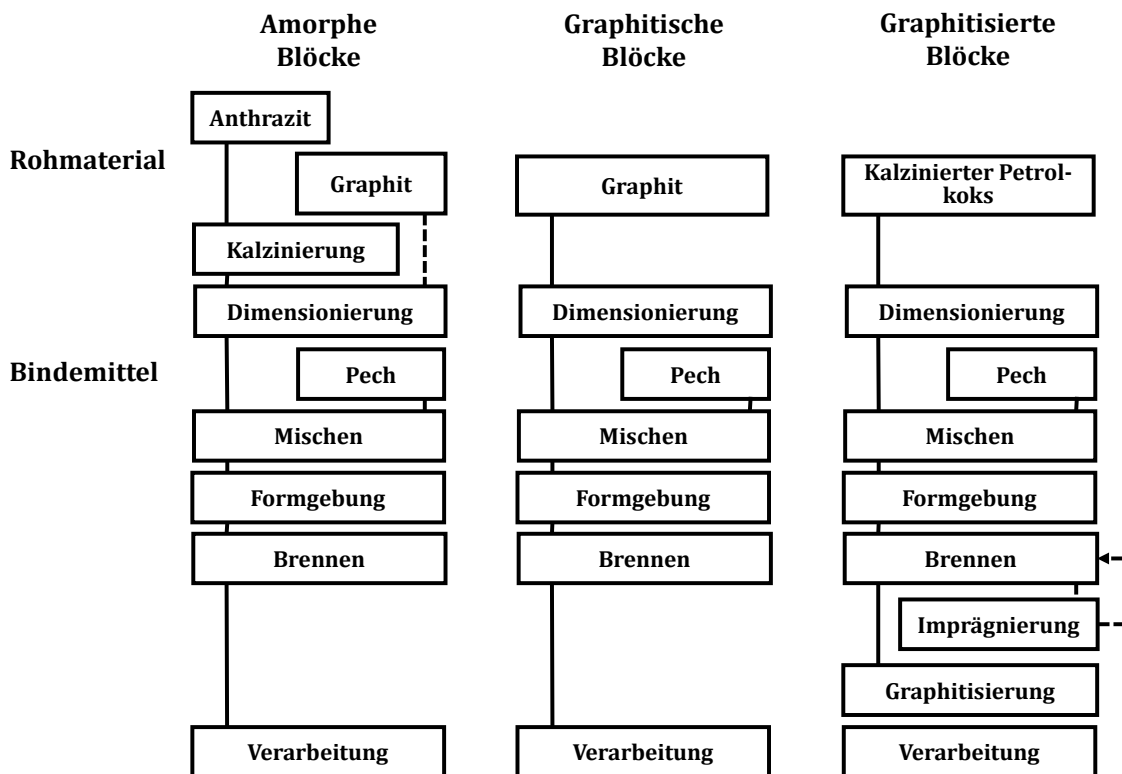 Amorphe
Blöcke
Graphitische
Blöcke
Graphitisierte
Blöcke
Anthrazit
Rohmaterial
Graphit
Graphit
Kalzinierter Petrol-
koks
Kalzinierung
Dimensionierung
Dimensionierung
Dimensionierung
Bindemittel
Pech
Pech
Pech
Mischen
Mischen
Mischen
Formgebung
Formgebung
Formgebung
Brennen
Brennen
Brennen
Imprägnierung
Graphitisierung
Verarbeitung
Verarbeitung
Verarbeitung